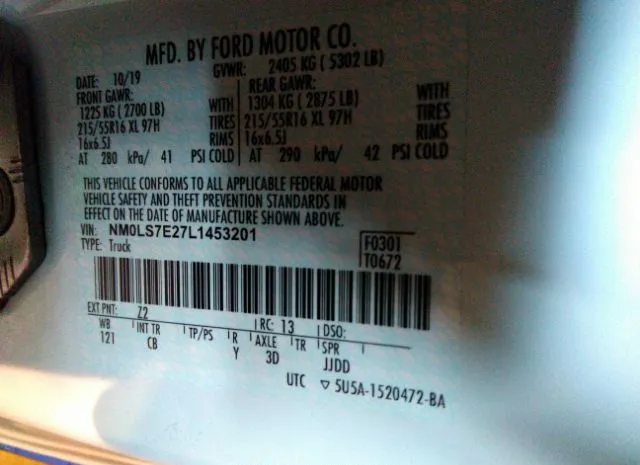 MFD. BY FORD MOTOR CO.
DATE: 10/19 GVWR: 2405 KG ( 5302 LB)
FRONT GAWR: REAR GAWR:
1225 KG ( 2700 LB) WITH 1304 KG ( 2875 LB) WITH
215/55R16 XL 97H TIRES 215/55R16 XL 97H TIRES
16x6.5J RIMS 16x6.5J RIMS
AT 280 kPa/ 41 PSI COLD AT 290 kPa/ 42 PSI COLD
THIS VEHICLE CONFORMS TO ALL APPLICABLE FEDERAL MOTOR
VEHICLE SAFETY AND THEFT PREVENTION STANDARDS IN
EFFECT ON THE DATE OF MANUFACTURE SHOWN ABOVE.
VIN: NM0LS7E27L1453201 F0301
TYPE: Truck T0672
EXT PNT: Z2 RC: 13 DSO:
WB INT TR TP/PS R AXLE TR SPR
121 CB Y 3D JJDD
UTC ▽ 5U5A-1520472-BA